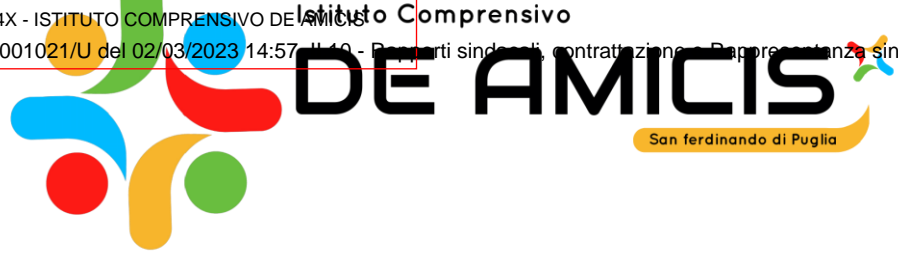 4X - ISTITUTO COMPRENSIVO DE AMICIS
Istituto Comprensivo
001021/U del 02/03/2023 14:57 II.10 - Rapporti sindacali, contrattazione e Rappresentanza sin
DE AMICIS
San ferdinando di Puglia